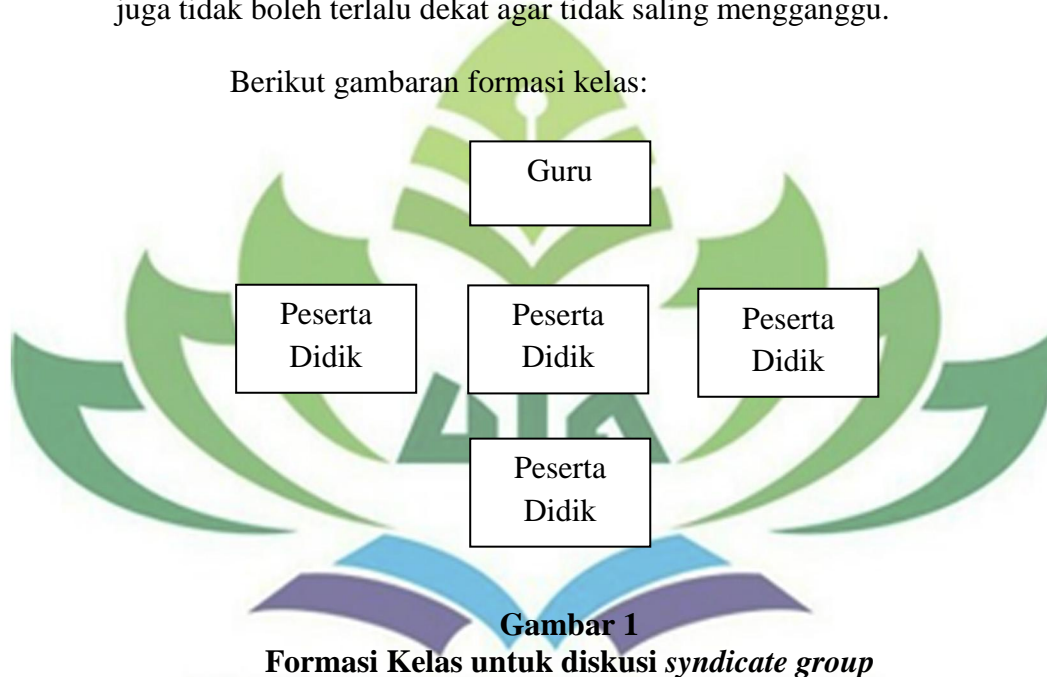 juga tidak boleh terlalu dekat agar tidak saling mengganggu.
Berikut gambaran formasi kelas:
Guru
Peserta
Didik
Peserta
Didik
Peserta
Didik
Peserta
Didik
Gambar 1
Formasi Kelas untuk diskusi syndicate group